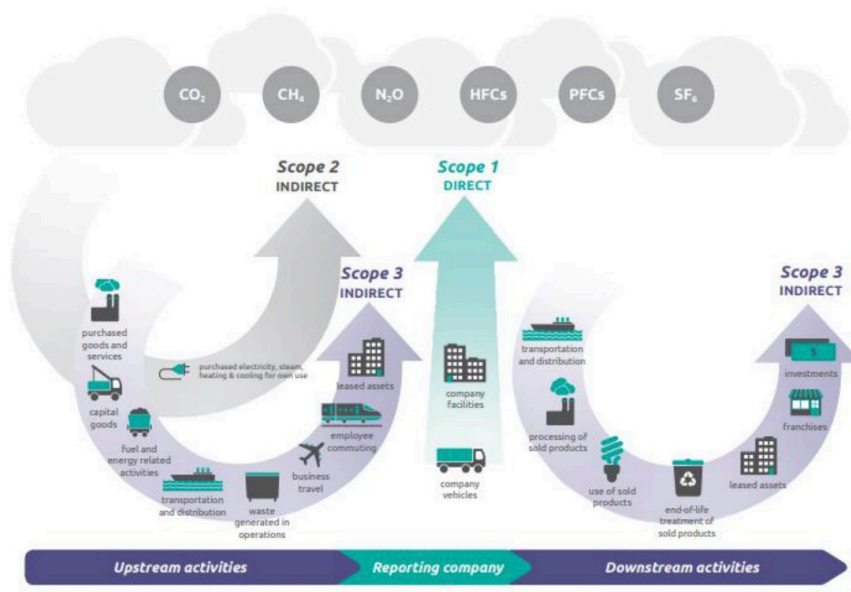 CO₂
CH₄
N₂O
HFCs
PFCs
SF₆
Scope 2
INDIRECT
Scope 1
DIRECT
Scope 3
INDIRECT
Scope 3
INDIRECT
purchased
goods and
services
capital
goods
fuel and
energy related
activities
transportation
and distribution
waste
generated in
operations
business
travel
employee
commuting
leased assets
purchased electricity, steam,
heating & cooling for own use
company
facilities
company
vehicles
transportation
and distribution
processing of
sold products
use of sold
products
end-of-life
treatment of
sold products
leased assets
franchises
$
investments
Upstream activities
Reporting company
Downstream activities